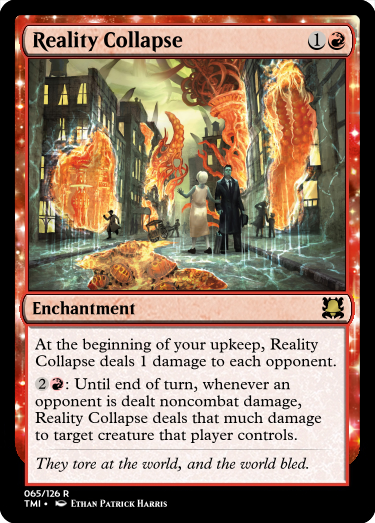 Reality Collapse 1
Enchantment
At the beginning of your upkeep, Reality
Collapse deals 1 damage to each opponent.
2 : Until end of turn, whenever an
opponent is dealt noncombat damage,
Reality Collapse deals that much damage
to target creature that player controls.
They tore at the world, and the world bled.
065/126 R
TMI • Ethan Patrick Harris